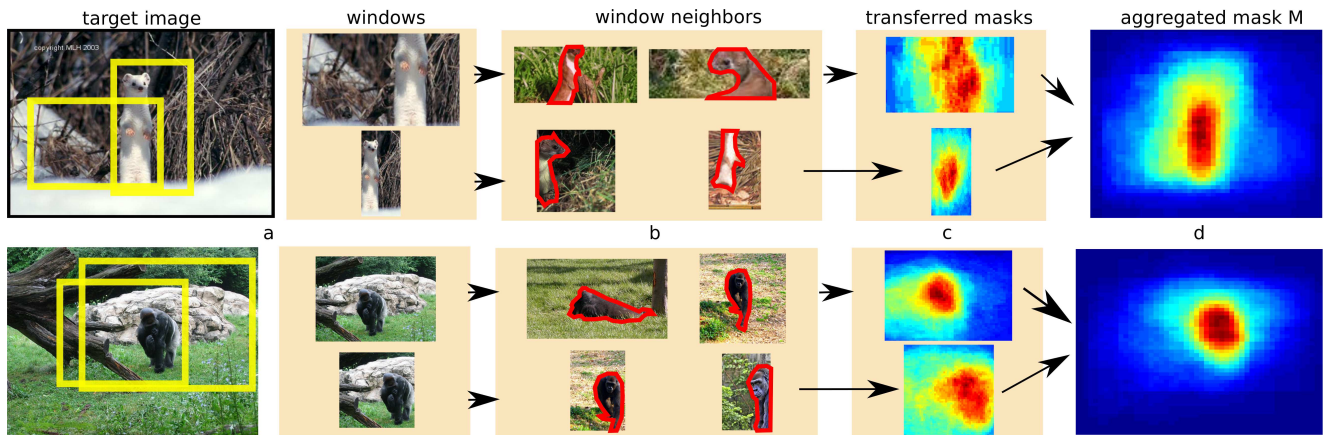 target image
windows
window neighbors
transferred masks
aggregated mask M
copyright MLH 2003
a
b
c
d